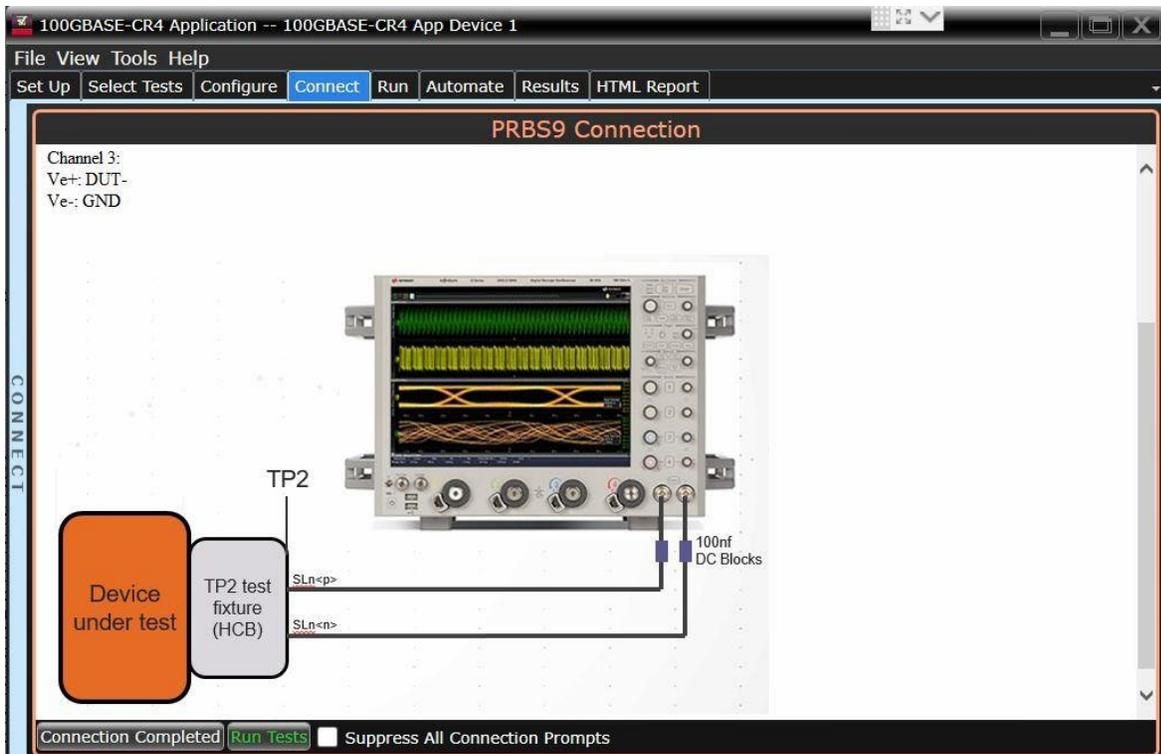 100GBASE-CR4 Application -- 100GBASE-CR4 App Device 1
File View Tools Help
Set Up Select Tests Configure Connect Run Automate Results HTML Report
PRBS9 Connection
CONNECT
Channel 3:
Ve+: DUT-
Ve-: GND
TP2
100nf
DC Blocks
Device
under test
TP2 test
fixture
(HCB)
SLn<p>
SLn<n>
Connection Completed Run Tests Suppress All Connection Prompts